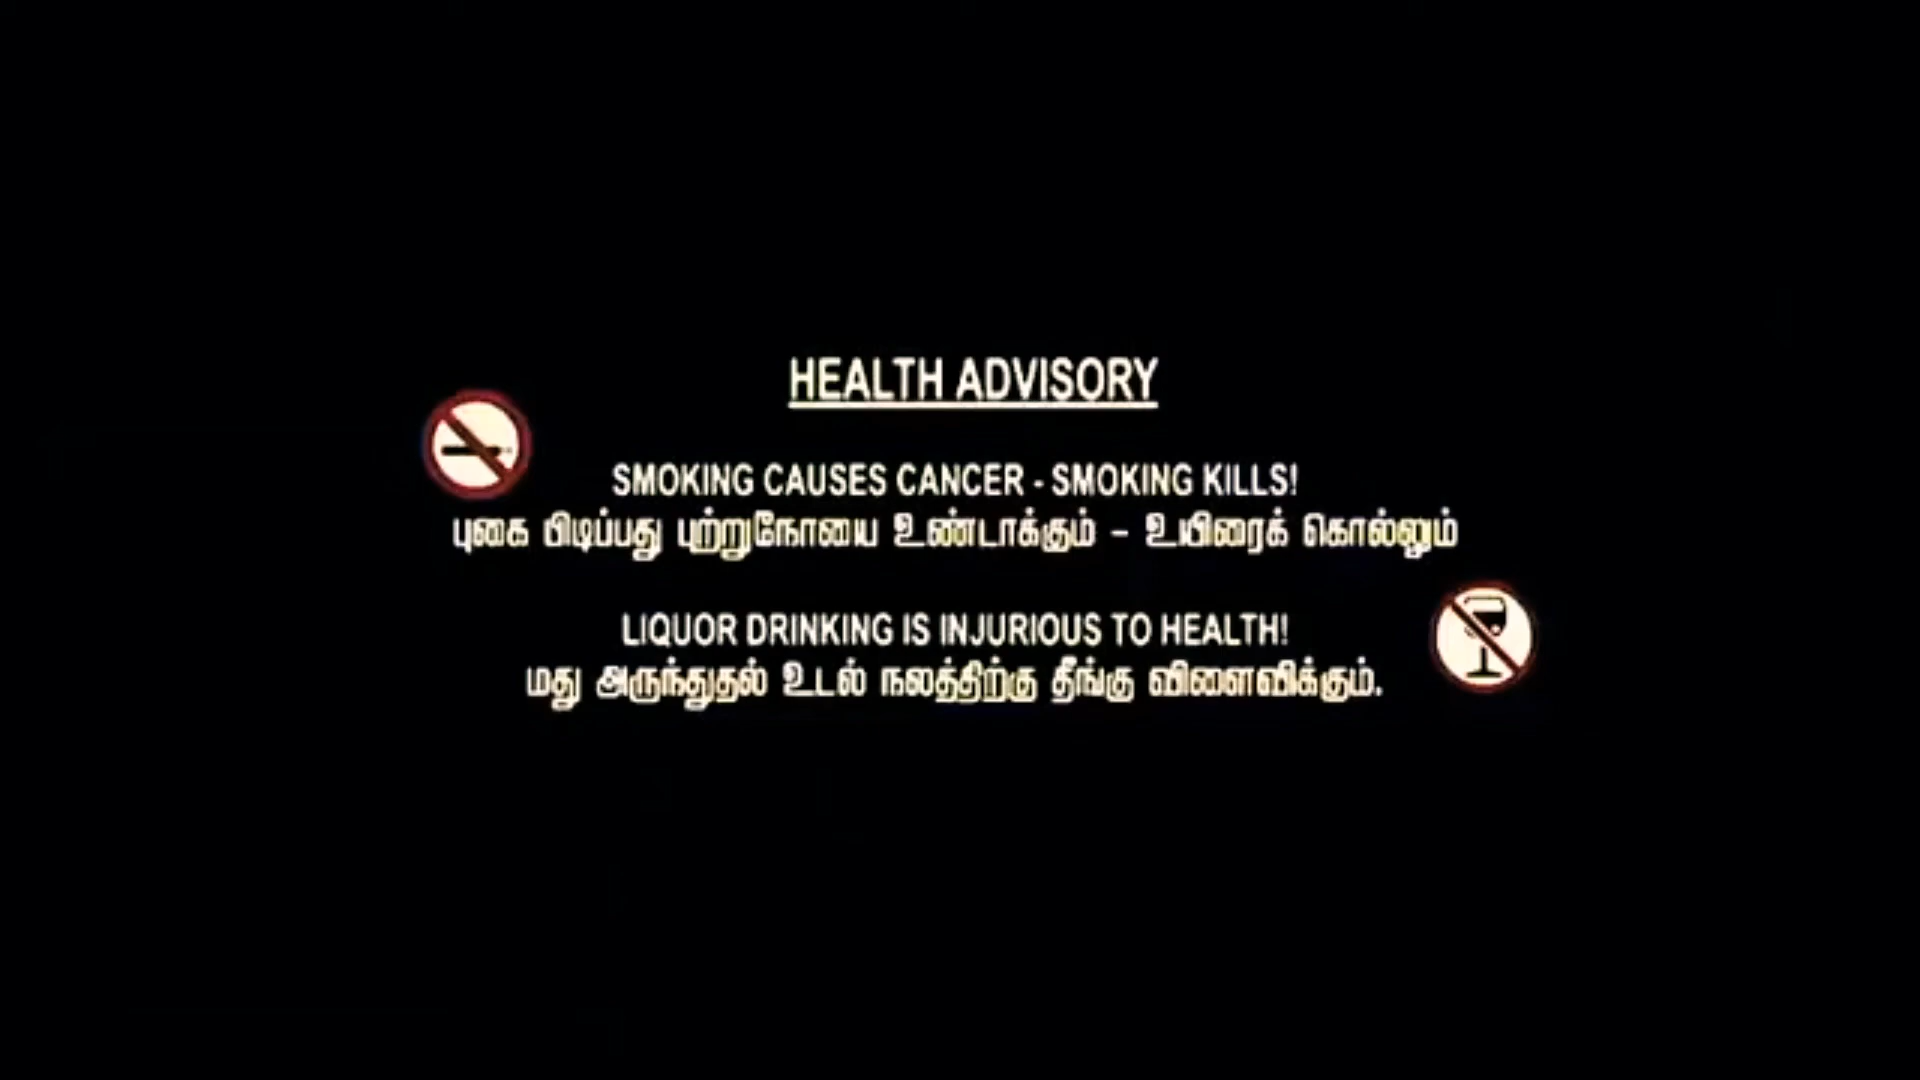 HEALTH ADVISORY
SMOKING CAUSES CANCER - SMOKING KILLS!
புகை பிடிப்பது புற்றுநோயை உண்டாக்கும் – உயிரைக் கொல்லும்
LIQUOR DRINKING IS INJURIOUS TO HEALTH!
மது அருந்துதல் உடல் நலத்திற்கு தீங்கு விளைவிக்கும்.